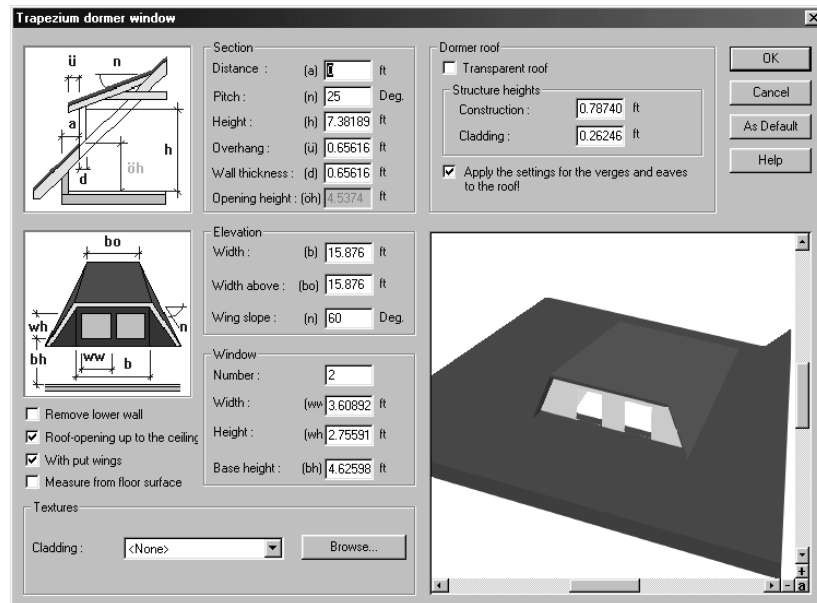 Trapezium dormer window
ü
n
a
h
öh
d
Section
Distance : (a) 0 ft
Pitch : (n) 25 Deg.
Height : (h) 7.38189 ft
Overhang : (ü) 0.65616 ft
Wall thickness : (d) 0.65616 ft
Opening height : (öh) 4.5374 ft
Dormer roof
Transparent roof
Structure heights
Construction : 0.78740 ft
Cladding : 0.26246 ft
Apply the settings for the verges and eaves
to the roof!
OK
Cancel
As Default
Help
bo
wh
n
bh
ww
b
Elevation
Width : (b) 15.876 ft
Width above : (bo) 15.876 ft
Wing slope : (n) 60 Deg.
Window
Number : 2
Width : (ww 3.60892 ft
Height : (wh 2.75591 ft
Base height : (bh) 4.62598 ft
Remove lower wall
Roof-opening up to the ceiling
With put wings
Measure from floor surface
Textures
Cladding : <None> Browse...
+
- a